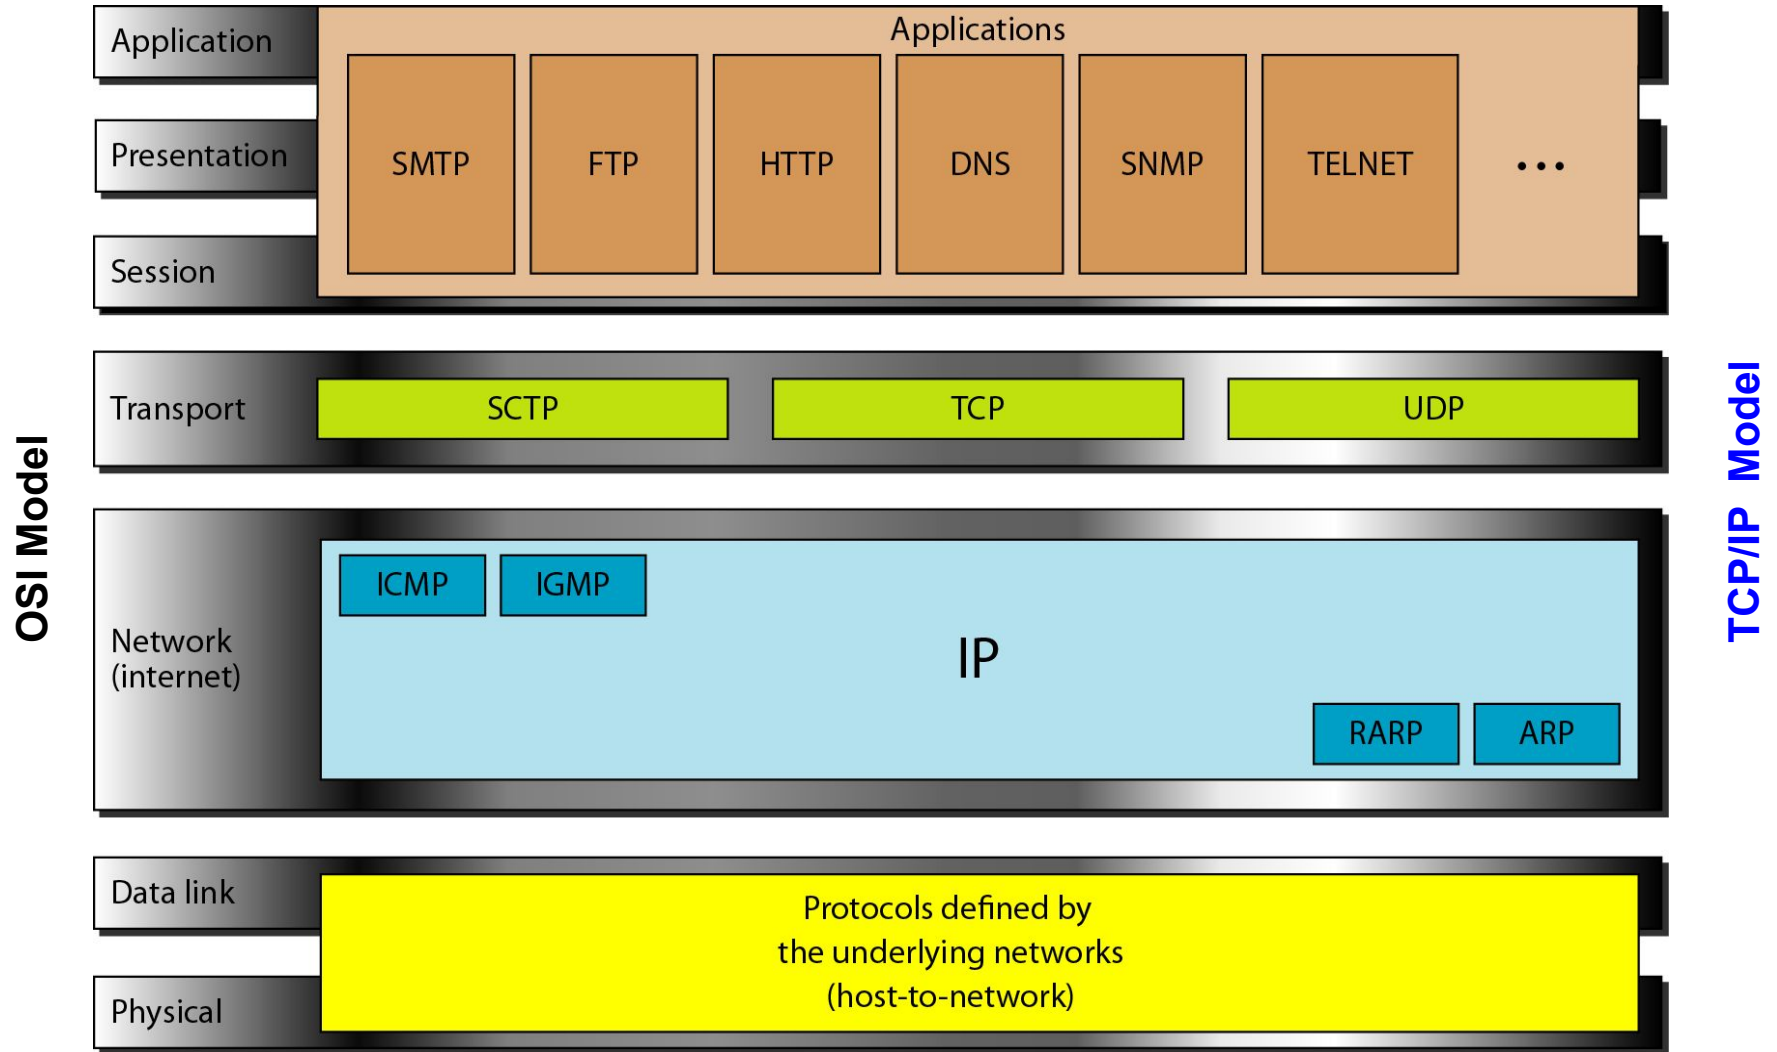 Application
Applications
SMTP
FTP
HTTP
DNS
SNMP
TELNET
...
Presentation
Session
Transport
SCTP
TCP
UDP
OSI Model
TCP/IP Model
Network
(internet)
ICMP
IGMP
IP
RARP
ARP
Data link
Physical
Protocols defined by
the underlying networks
(host-to-network)